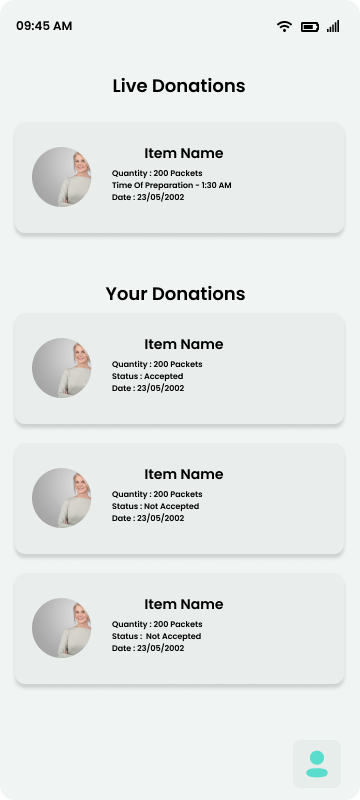 09:45 AM
Live Donations
Item Name
Quantity : 200 Packets
Time Of Preparation - 1:30 AM
Date : 23/05/2002
Your Donations
Item Name
Quantity : 200 Packets
Status : Accepted
Date : 23/05/2002
Item Name
Quantity : 200 Packets
Status : Not Accepted
Date : 23/05/2002
Item Name
Quantity : 200 Packets
Status :  Not Accepted
Date : 23/05/2002